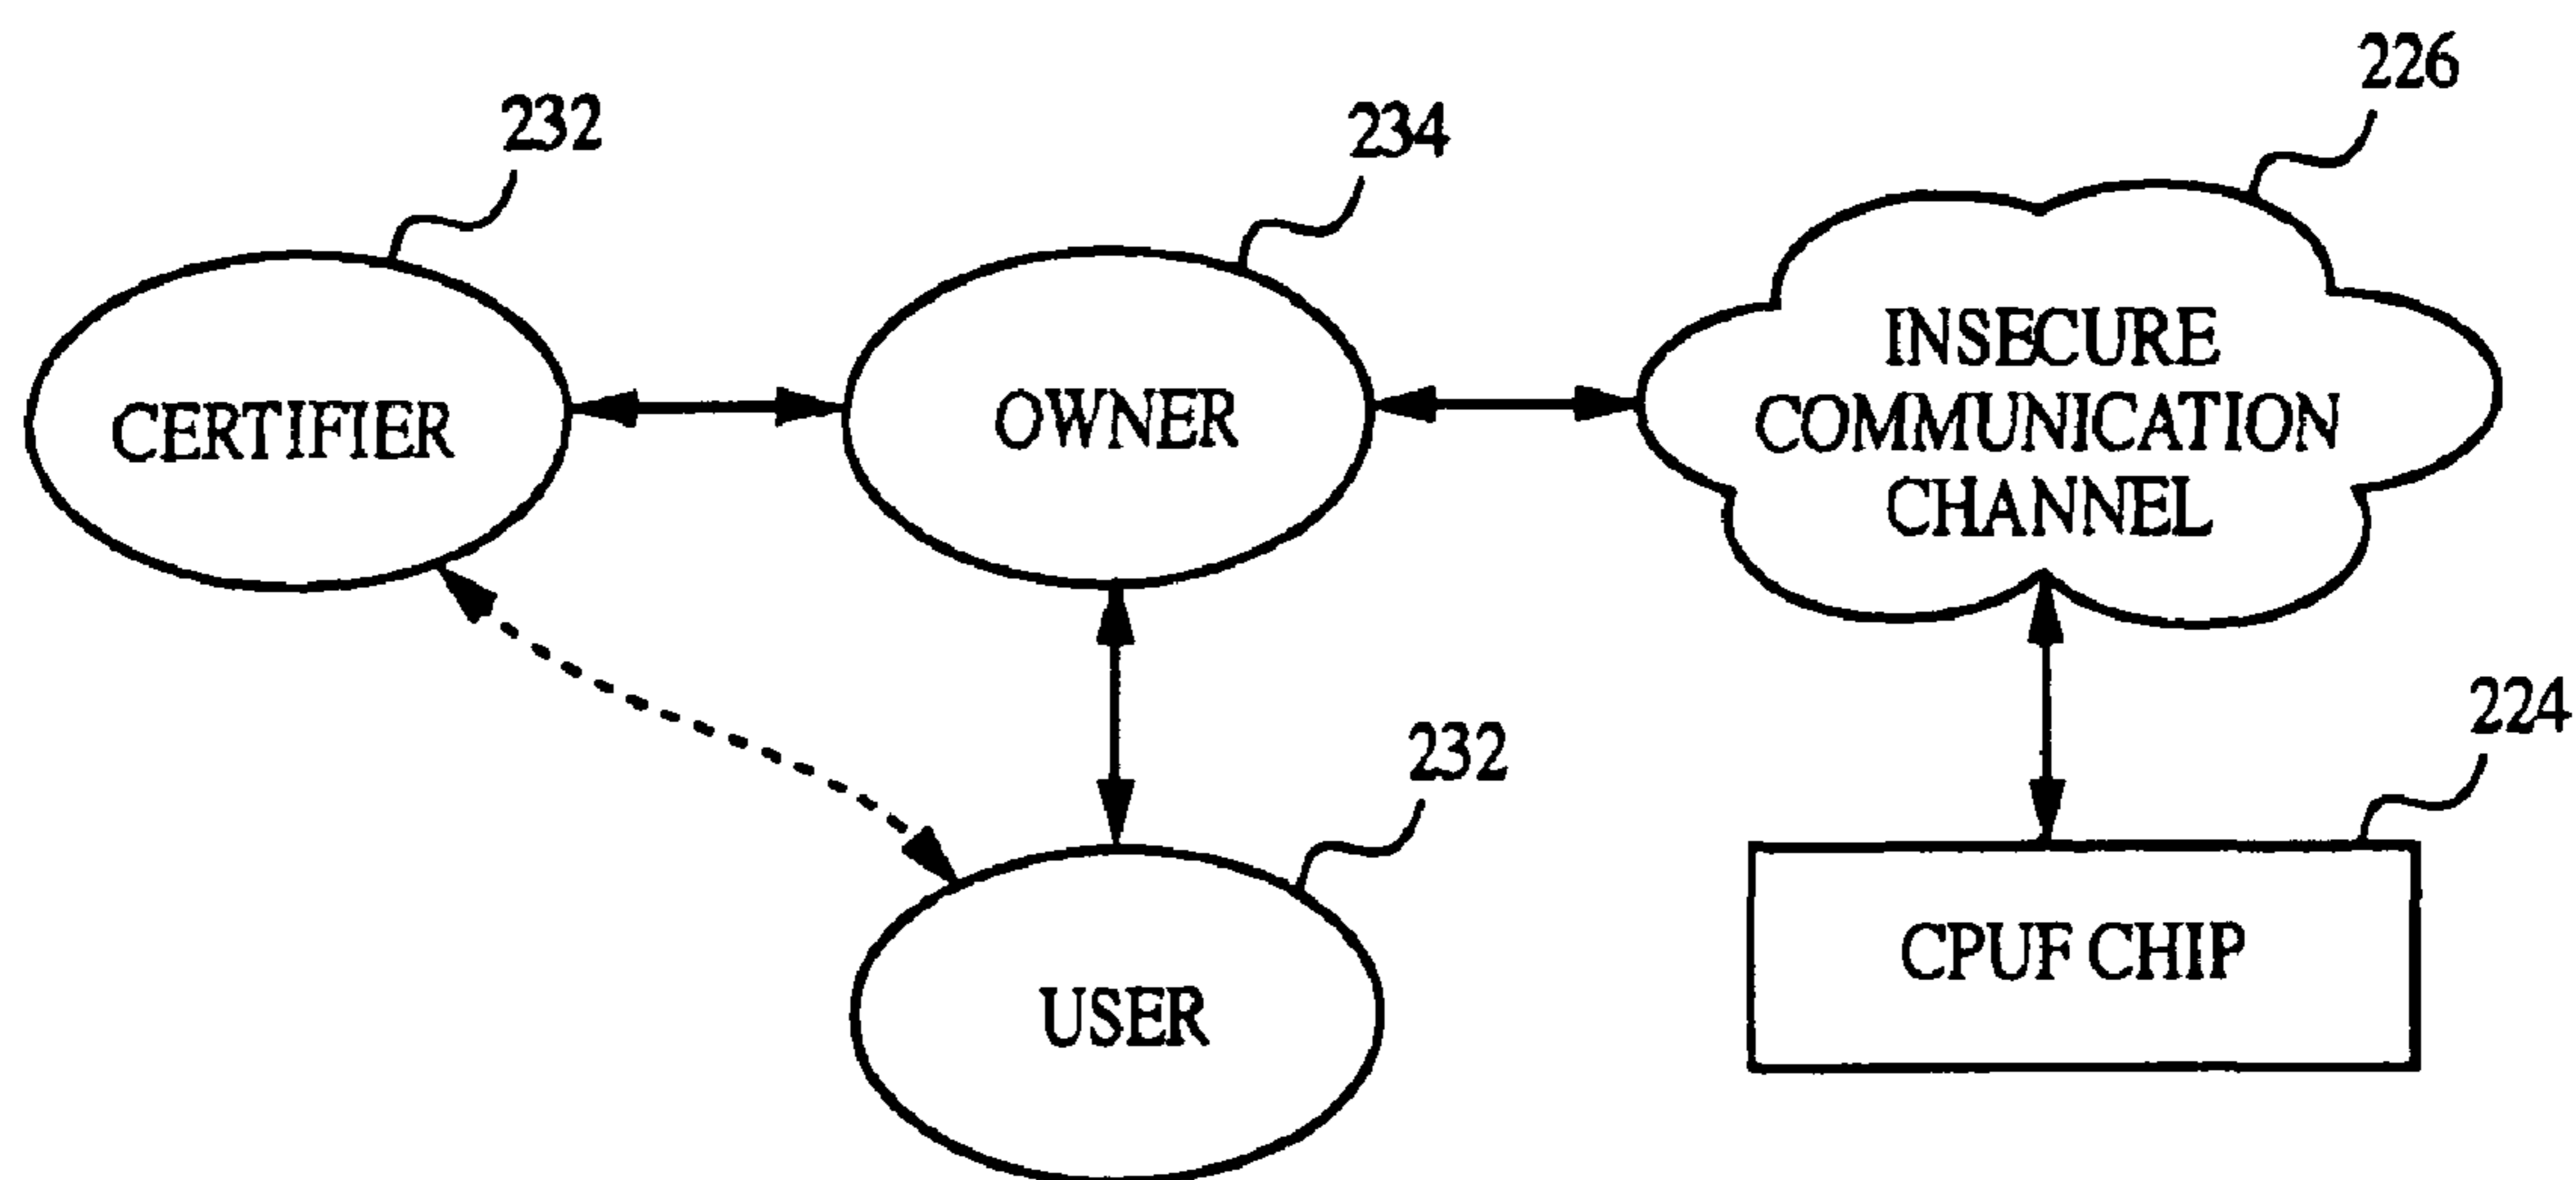 226
232
234
INSECURE
COMMUNICATION
CHANNEL
CERTIFIER
OWNER
224
232
CPUF CHIP
USER